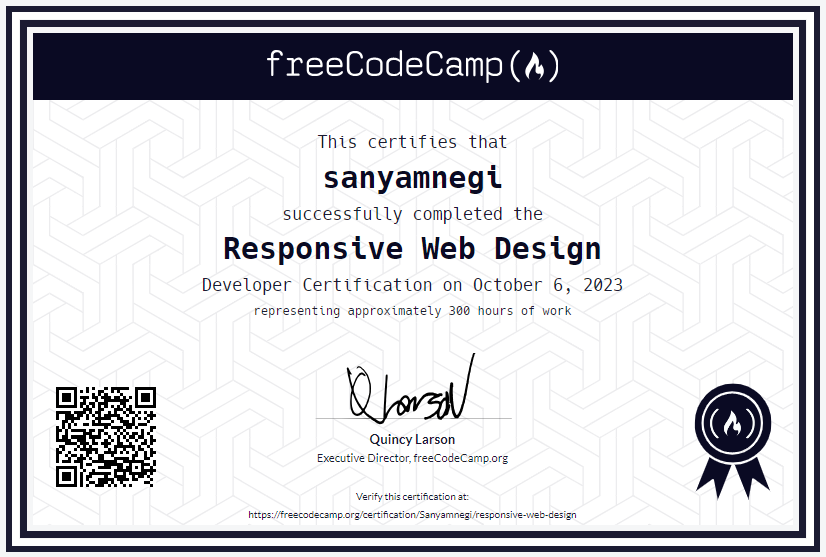 freeCodeCamp
This certifies that
sanyamnegi
successfully completed the
Responsive Web Design
Developer Certification on October 6, 2023
representing approximately 300 hours of work
QLarson
Quincy Larson
Executive Director, freeCodeCamp.org
Verify this certification at:
https://freecodecamp.org/certification/Sanyamnegi/responsive-web-design